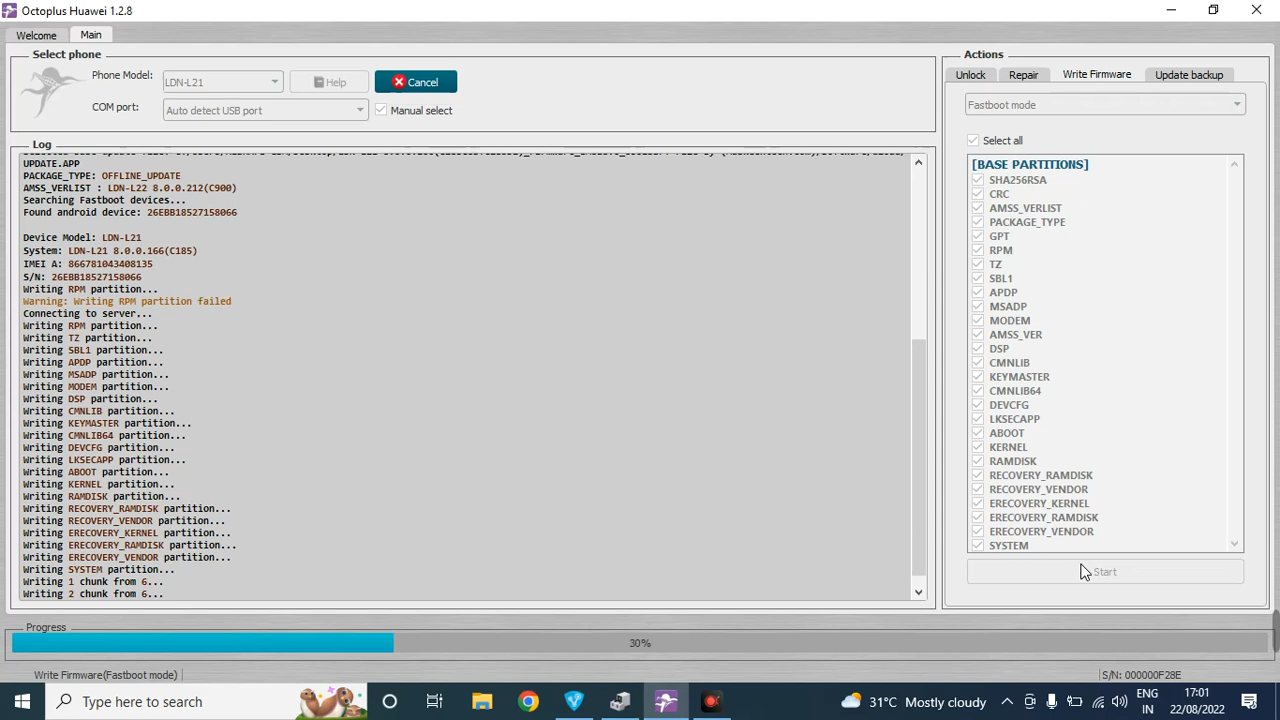 Octoplus Huawei 1.2.8
Welcome
Main
Select phone
Phone Model:
LDN-L21
Help
Cancel
COM port:
Auto detect USB port
Manual select
Log
UPDATE.APP
PACKAGE_TYPE: OFFLINE_UPDATE
AMSS_VERLIST : LDN-L22 8.0.0.212(C900)
Searching Fastboot devices...
Found android device: 26EBB18527158066
Device Model: LDN-L21
System: LDN-L21 8.0.0.166(C185)
IMEI A: 866781043408135
S/N: 26EBB18527158066
Writing RPM partition...
Warning: Writing RPM partition failed
Connecting to server...
Writing RPM partition...
Writing TZ partition...
Writing SBL1 partition...
Writing APDP partition...
Writing MSADP partition...
Writing MODEM partition...
Writing DSP partition...
Writing CMNLIB partition...
Writing KEYMASTER partition...
Writing CMNLIB64 partition...
Writing DEVCFG partition...
Writing LKSECAPP partition...
Writing ABOOT partition...
Writing KERNEL partition...
Writing RAMDISK partition...
Writing RECOVERY_RAMDISK partition...
Writing RECOVERY_VENDOR partition...
Writing ERECOVERY_KERNEL partition...
Writing ERECOVERY_RAMDISK partition...
Writing ERECOVERY_VENDOR partition...
Writing SYSTEM partition...
Writing 1 chunk from 6...
Writing 2 chunk from 6...
Actions
Unlock
Repair
Write Firmware
Update backup
Fastboot mode
Select all
[BASE PARTITIONS]
SHA256RSA
CRC
AMSS_VERLIST
PACKAGE_TYPE
GPT
RPM
TZ
SBL1
APDP
MSADP
MODEM
AMSS_VER
DSP
CMNLIB
KEYMASTER
CMNLIB64
DEVCFG
LKSECAPP
ABOOT
KERNEL
RAMDISK
RECOVERY_RAMDISK
RECOVERY_VENDOR
ERECOVERY_KERNEL
ERECOVERY_RAMDISK
ERECOVERY_VENDOR
SYSTEM
Start
Progress
30%
Write Firmware(Fastboot mode)
S/N: 000000F28E
Type here to search
31°C Mostly cloudy
ENG
IN
17:01
22/08/2022